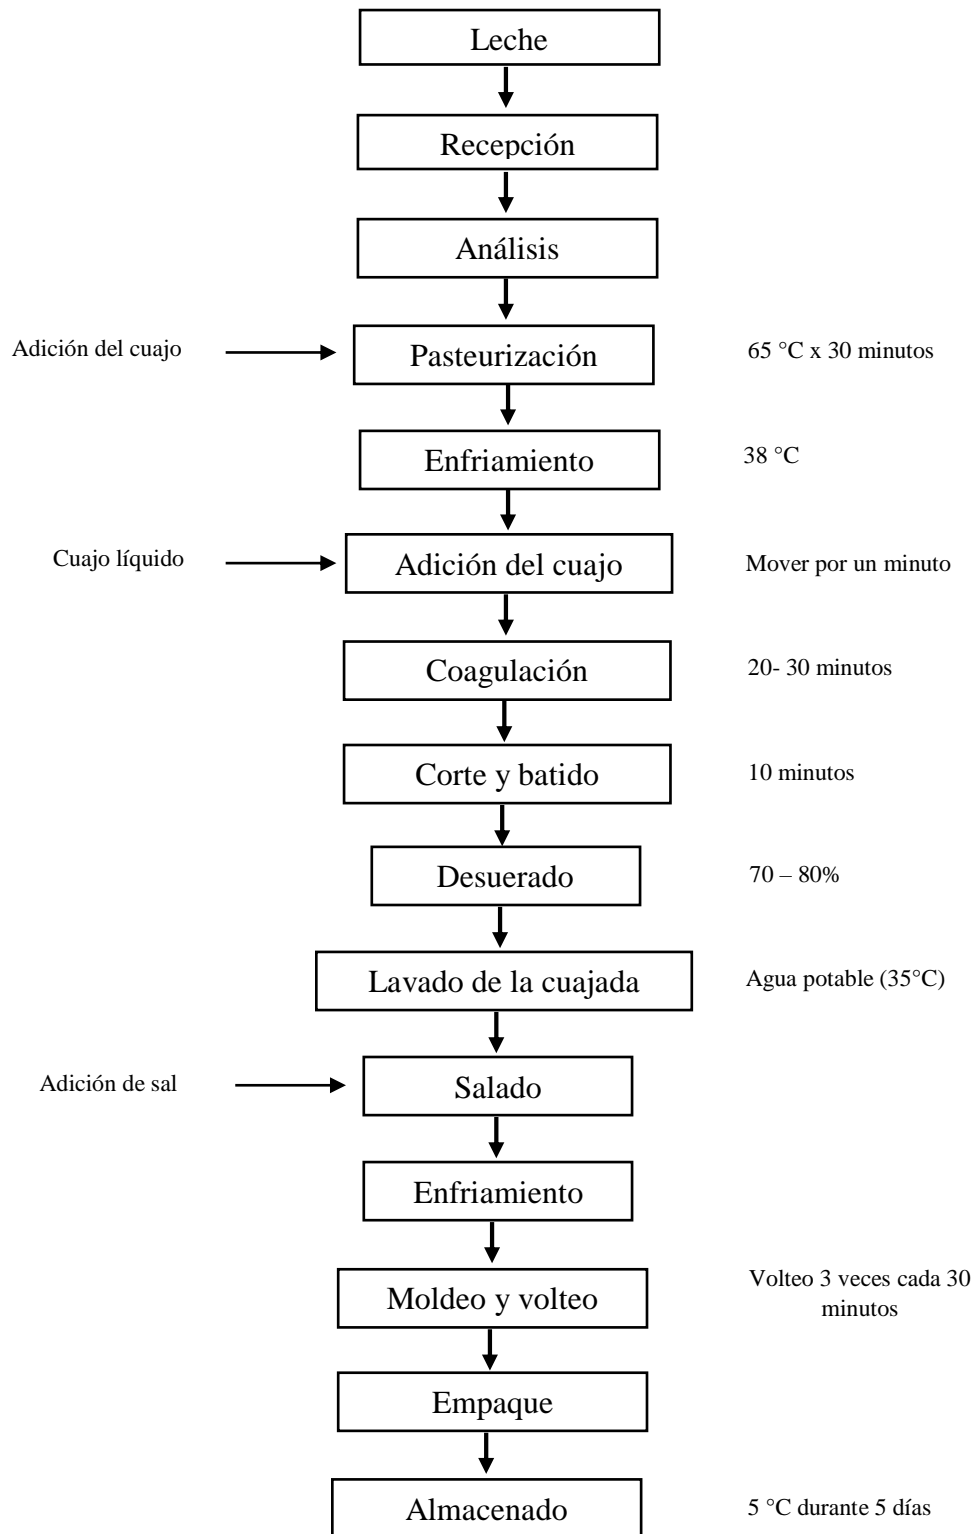 Leche
Recepción
Análisis
Adición del cuajo
Pasteurización
65 °C x 30 minutos
Enfriamiento
38 °C
Cuajo líquido
Adición del cuajo
Mover por un minuto
Coagulación
20- 30 minutos
Corte y batido
10 minutos
Desuerado
70 – 80%
Lavado de la cuajada
Agua potable (35°C)
Adición de sal
Salado
Enfriamiento
Moldeo y volteo
Volteo 3 veces cada 30
minutos
Empaque
Almacenado
5 °C durante 5 días